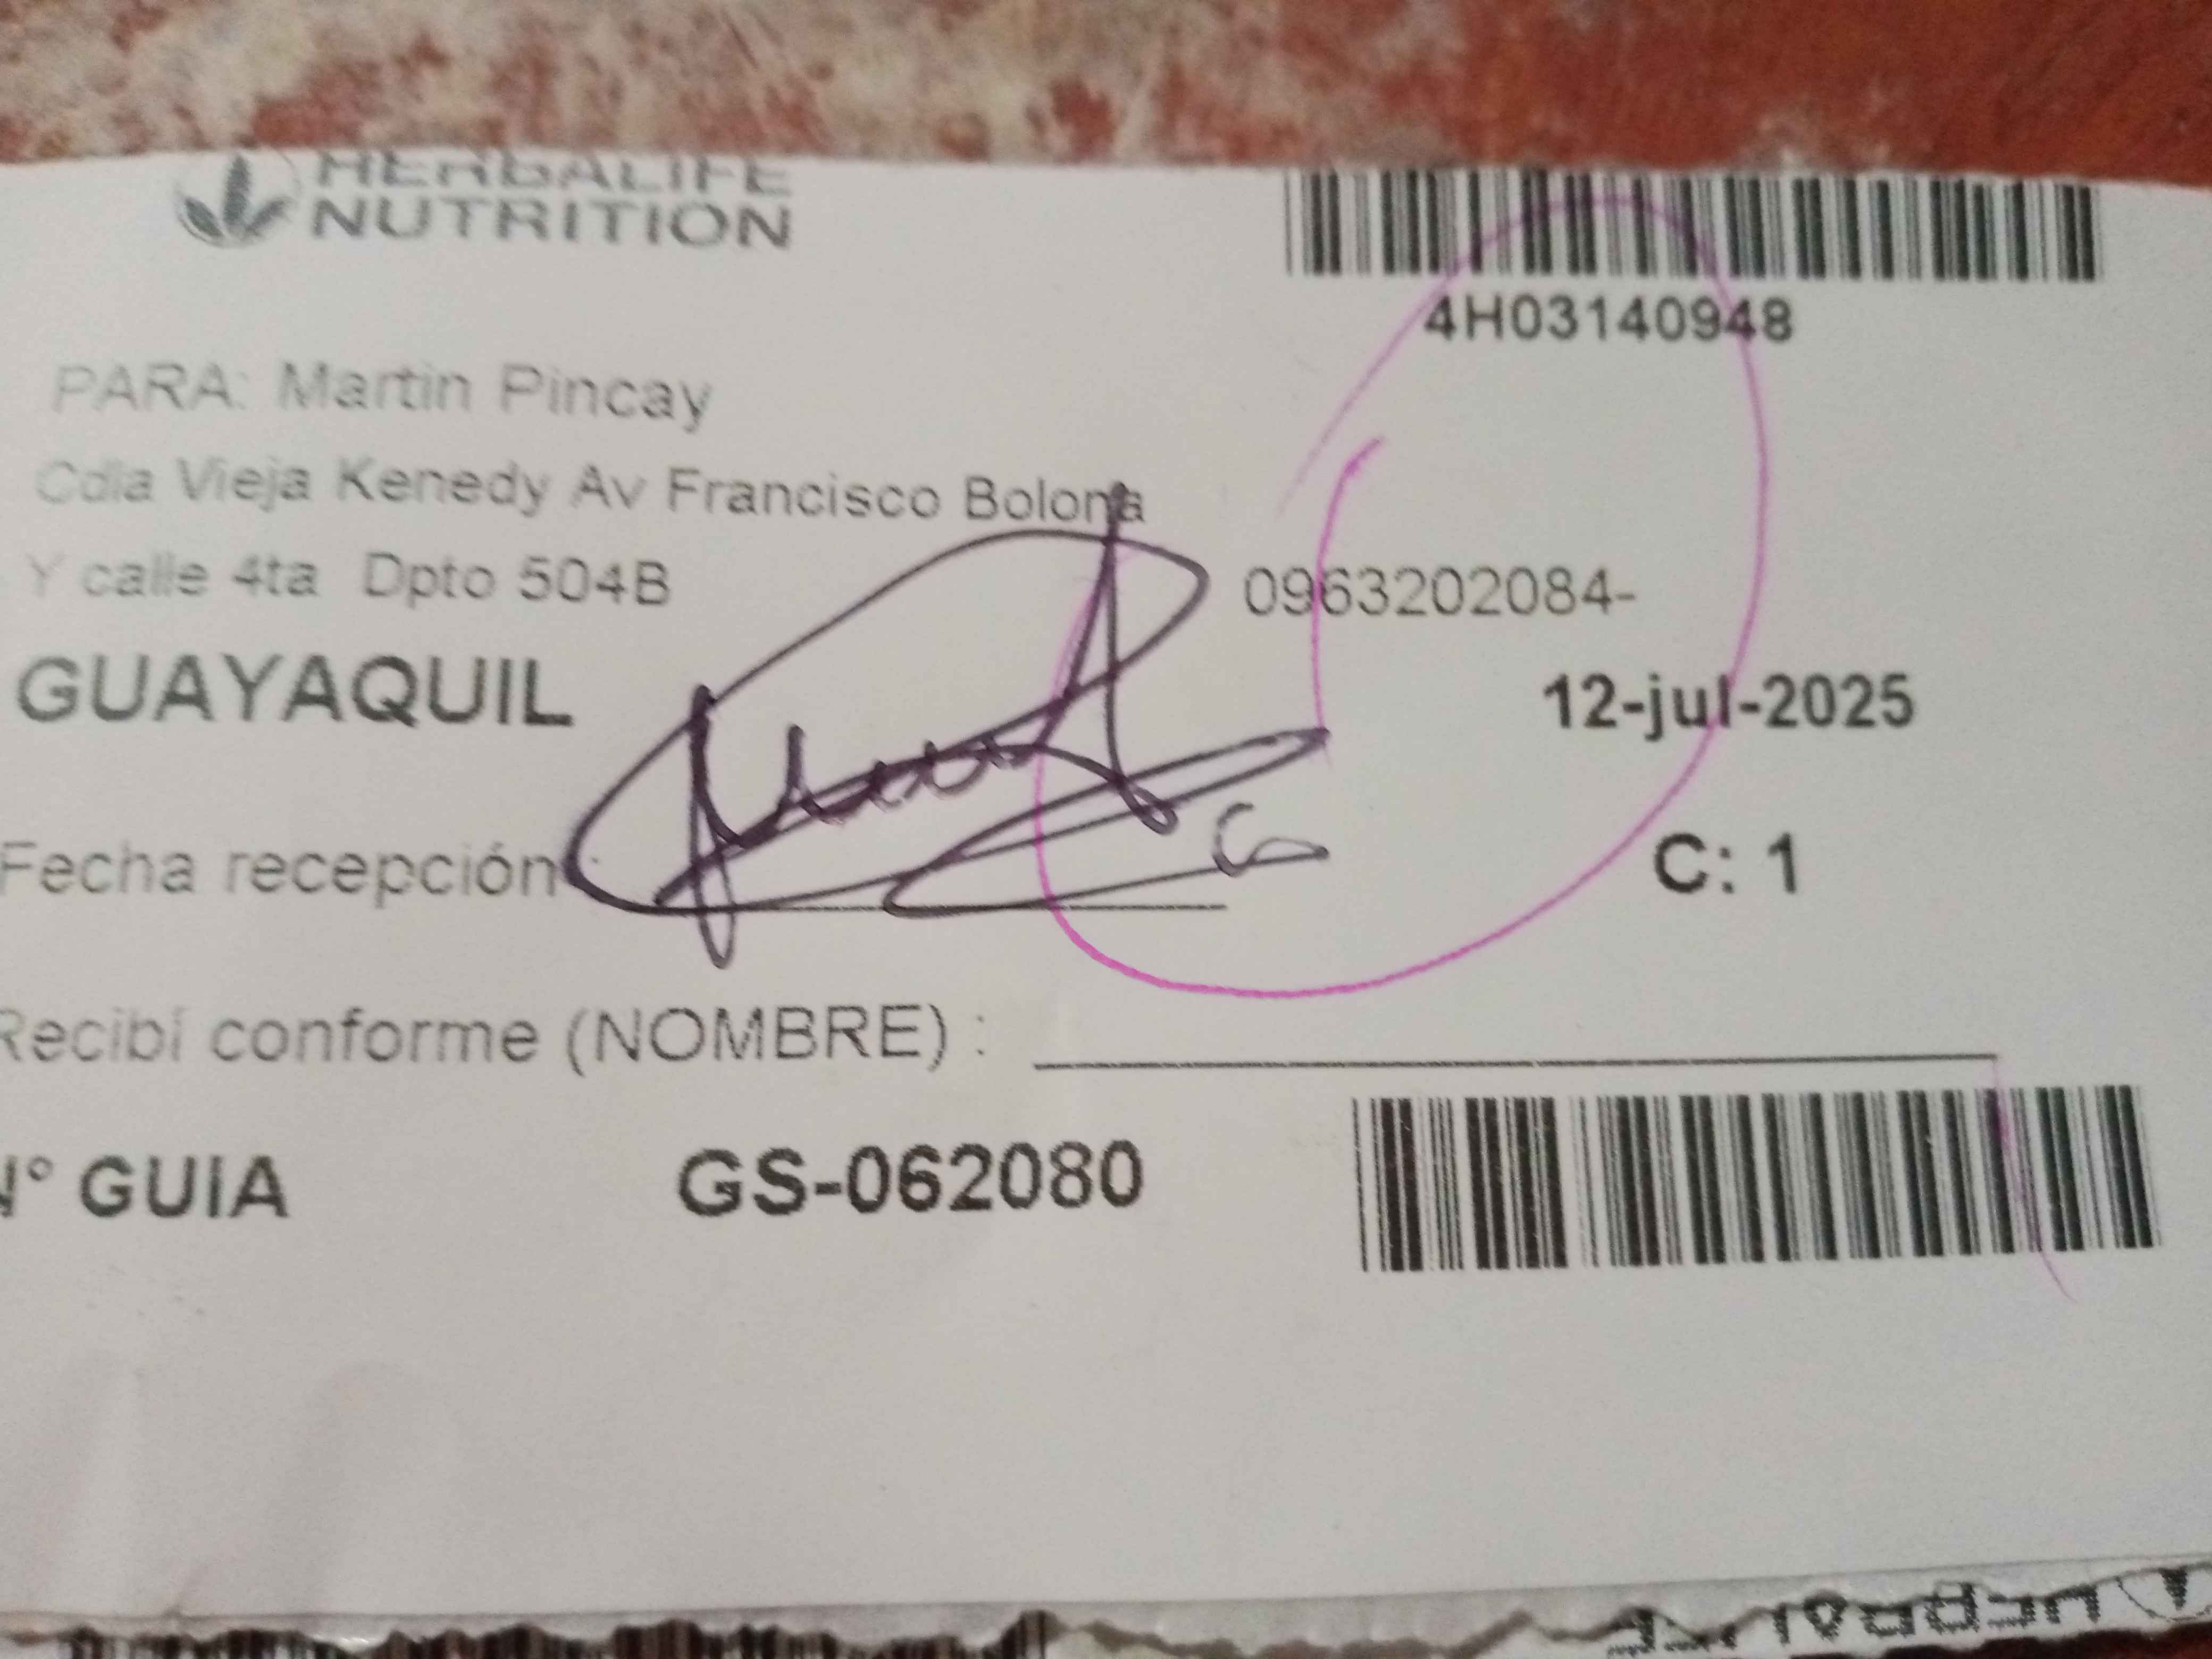 HERBALIFE
NUTRITION
4H03140948
PARA: Martin Pincay
Cdla Vieja Kenedy Av Francisco Bolona
Y calle 4ta Dpto 504B 0963202084-
GUAYAQUIL 12-jul-2025
Fecha recepción: C: 1
Recibí conforme (NOMBRE) :
N° GUIA GS-062080